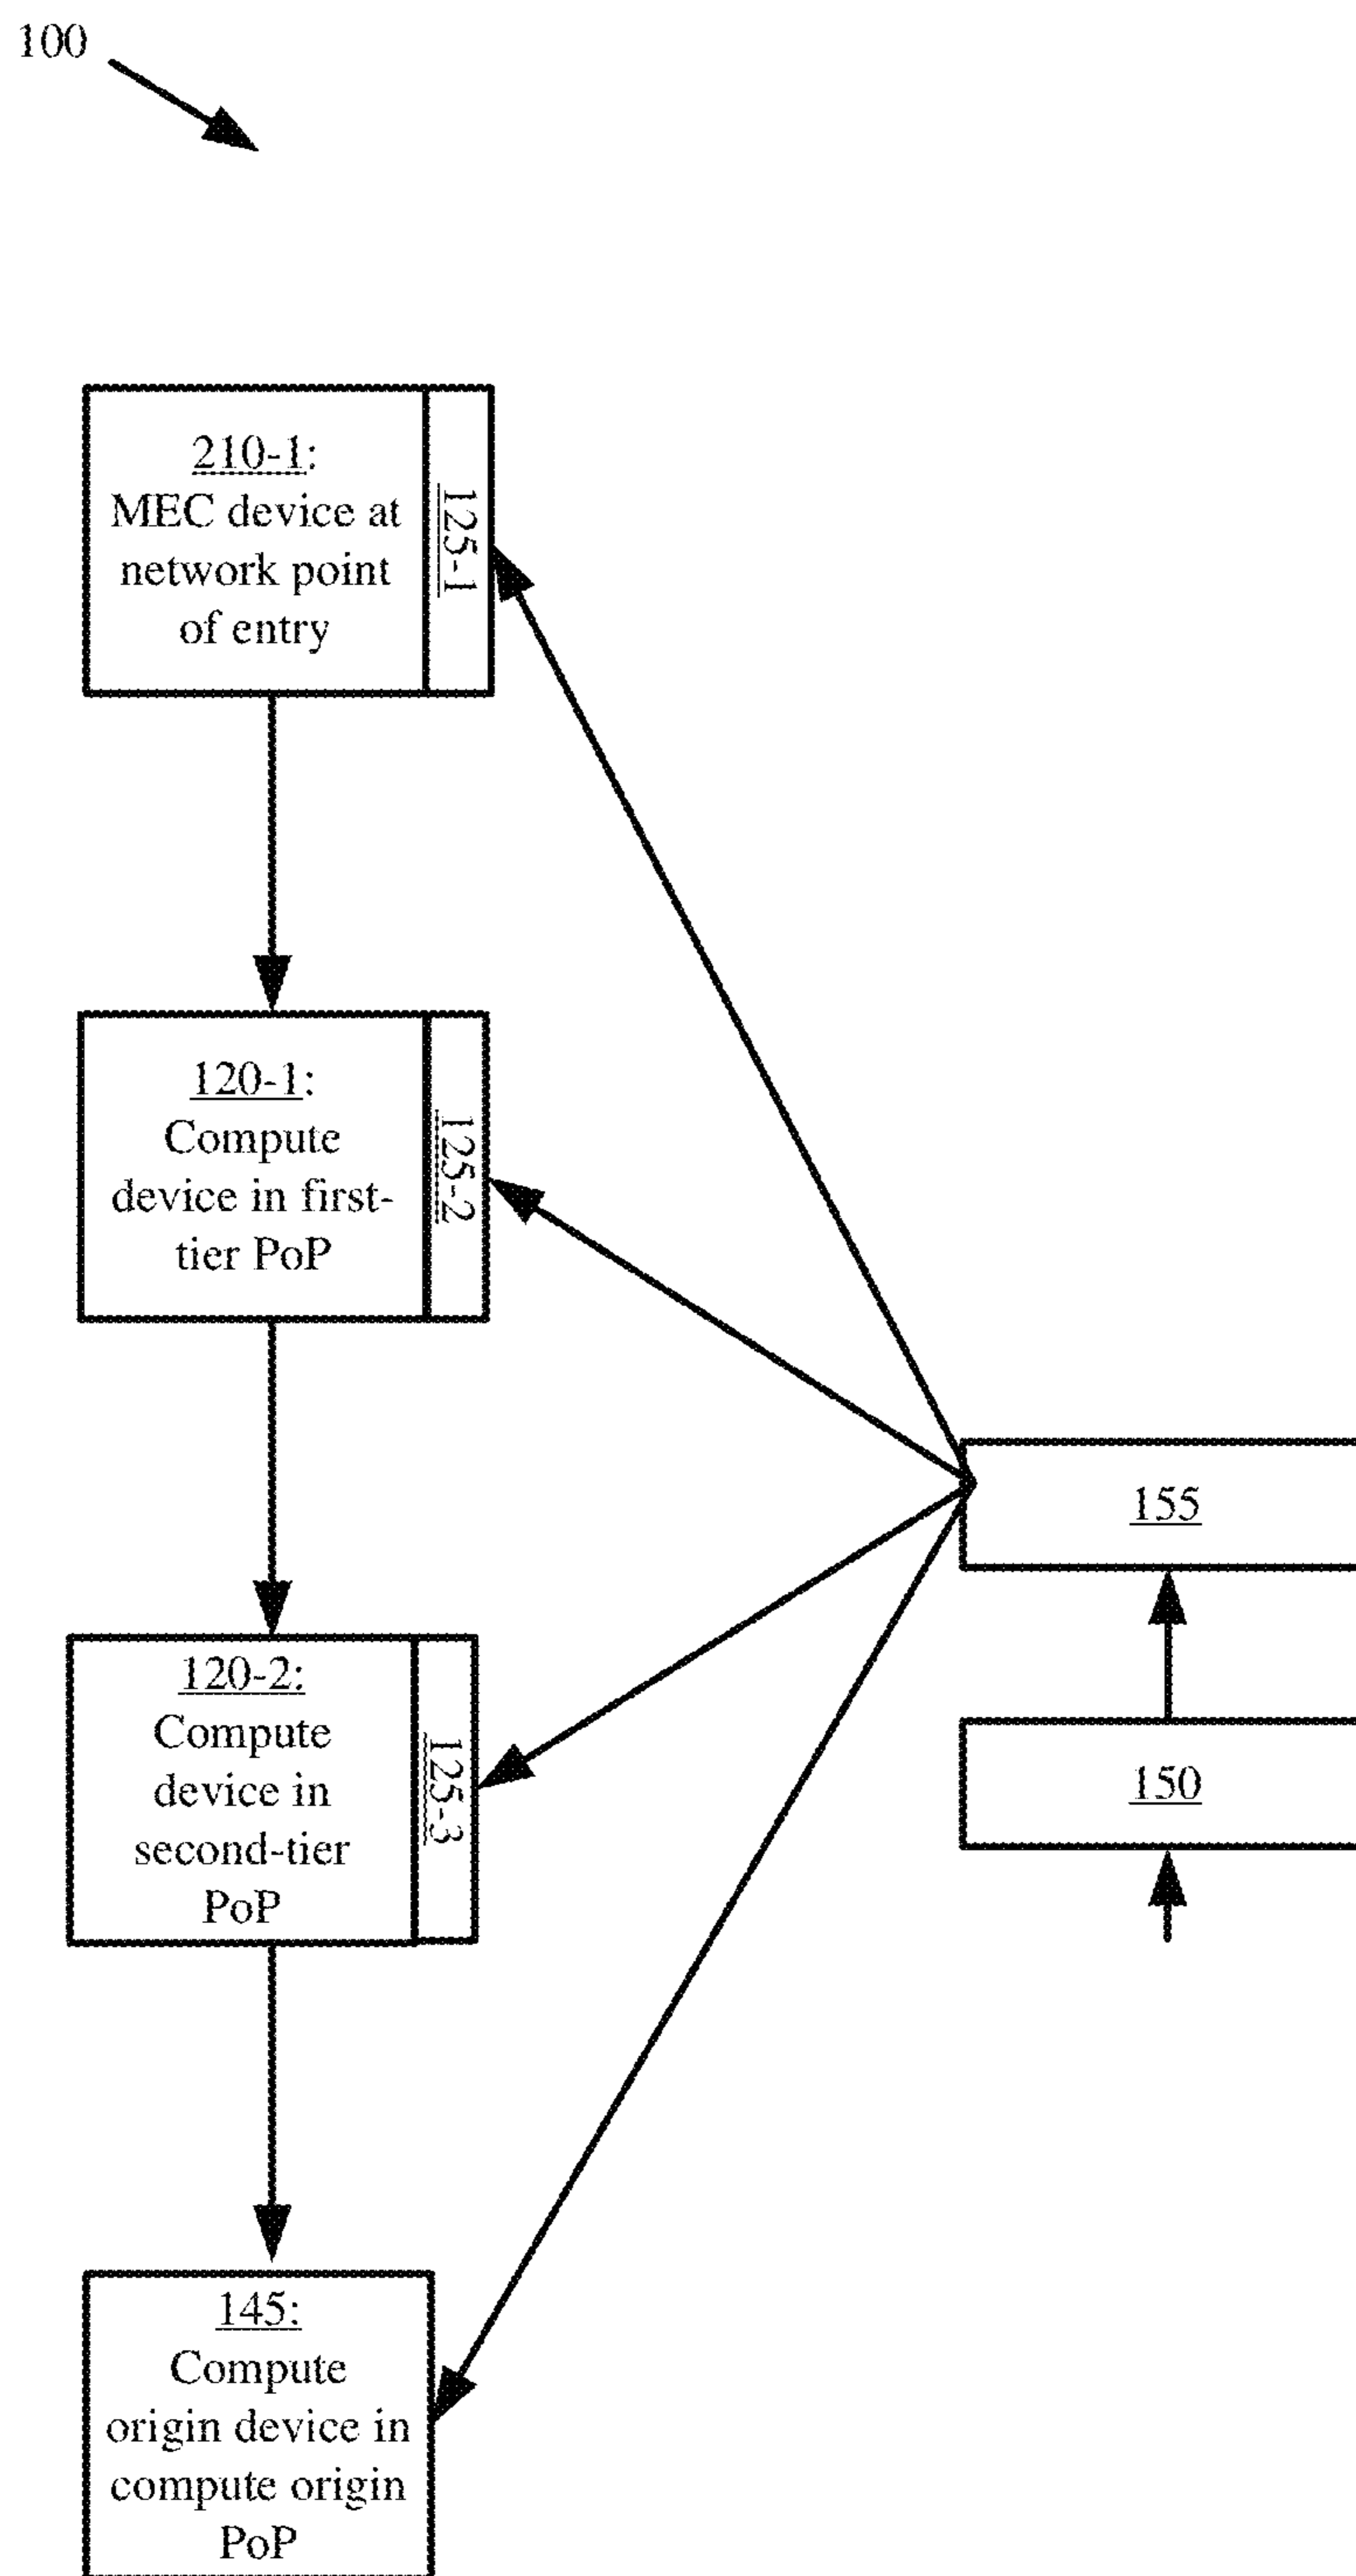 100
210-1:
MEC device at
network point
of entry
125-1
120-1:
Compute
device in first-
tier PoP
125-2
155
120-2:
Compute
device in
second-tier
PoP
125-3
150
145:
Compute
origin device in
compute origin
PoP